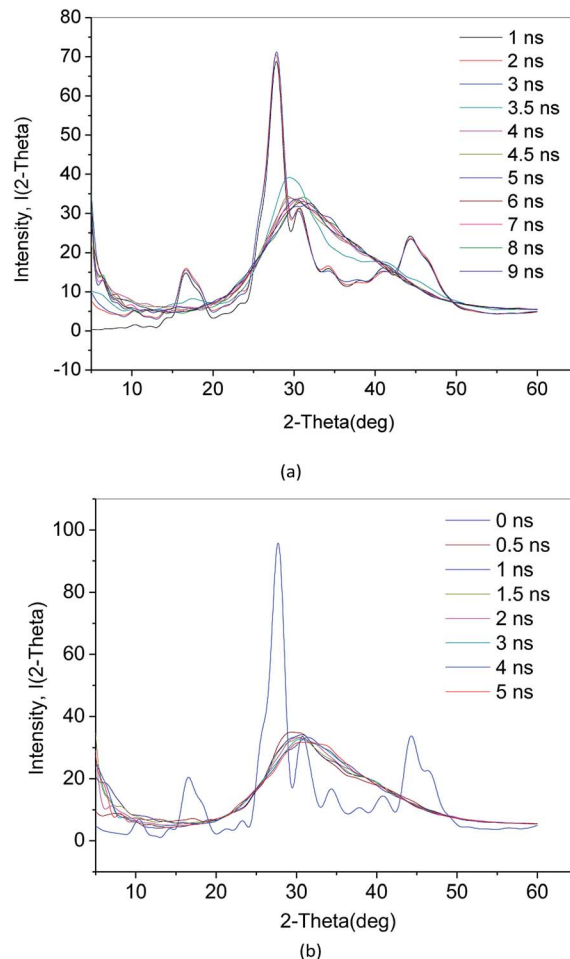 80
70
60
50
40
30
20
10
0
-10
Intensity, I(2-Theta)
10 20 30 40 50 60
2-Theta(deg)
1 ns
2 ns
3 ns
3.5 ns
4 ns
4.5 ns
5 ns
6 ns
7 ns
8 ns
9 ns
(a)
100
80
60
40
20
0
Intensity, I(2-Theta)
10 20 30 40 50 60
2-Theta(deg)
0 ns
0.5 ns
1 ns
1.5 ns
2 ns
3 ns
4 ns
5 ns
(b)